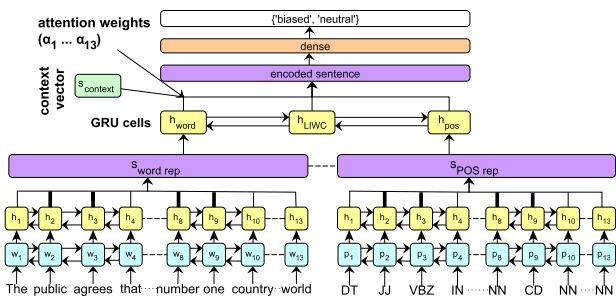 attention weights
(α1 ... α13)
{'biased', 'neutral'}
dense
encoded sentence
context
vector
scontext
GRU cells
hword hLIWC hpos
sword rep sPOS rep
h1 h2 h3 h4 h8 h9 h10 h13 h1 h2 h3 h4 h8 h9 h10 h13
w1 w2 w3 w4 w8 w9 w10 w13 p1 p2 p3 p4 p8 p9 p10 p13
The public agrees that ... number one country ... world DT JJ VBZ IN ...... NN CD NN ... NN